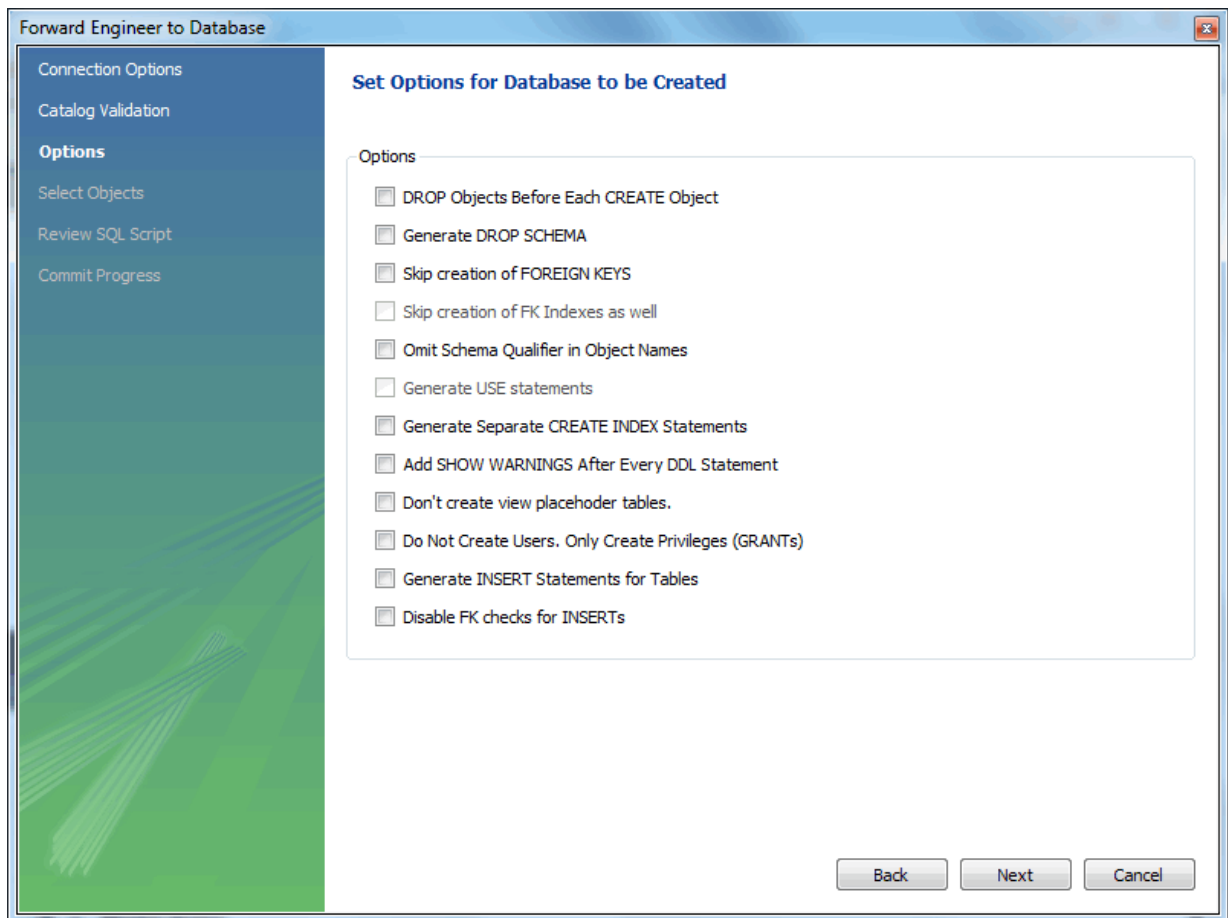 Forward Engineer to Database
Connection Options
Catalog Validation
Options
Select Objects
Review SQL Script
Commit Progress
Set Options for Database to be Created
Options
DROP Objects Before Each CREATE Object
Generate DROP SCHEMA
Skip creation of FOREIGN KEYS
Skip creation of FK Indexes as well
Omit Schema Qualifier in Object Names
Generate USE statements
Generate Separate CREATE INDEX Statements
Add SHOW WARNINGS After Every DDL Statement
Don't create view placehoder tables.
Do Not Create Users. Only Create Privileges (GRANTs)
Generate INSERT Statements for Tables
Disable FK checks for INSERTs
Back Next Cancel